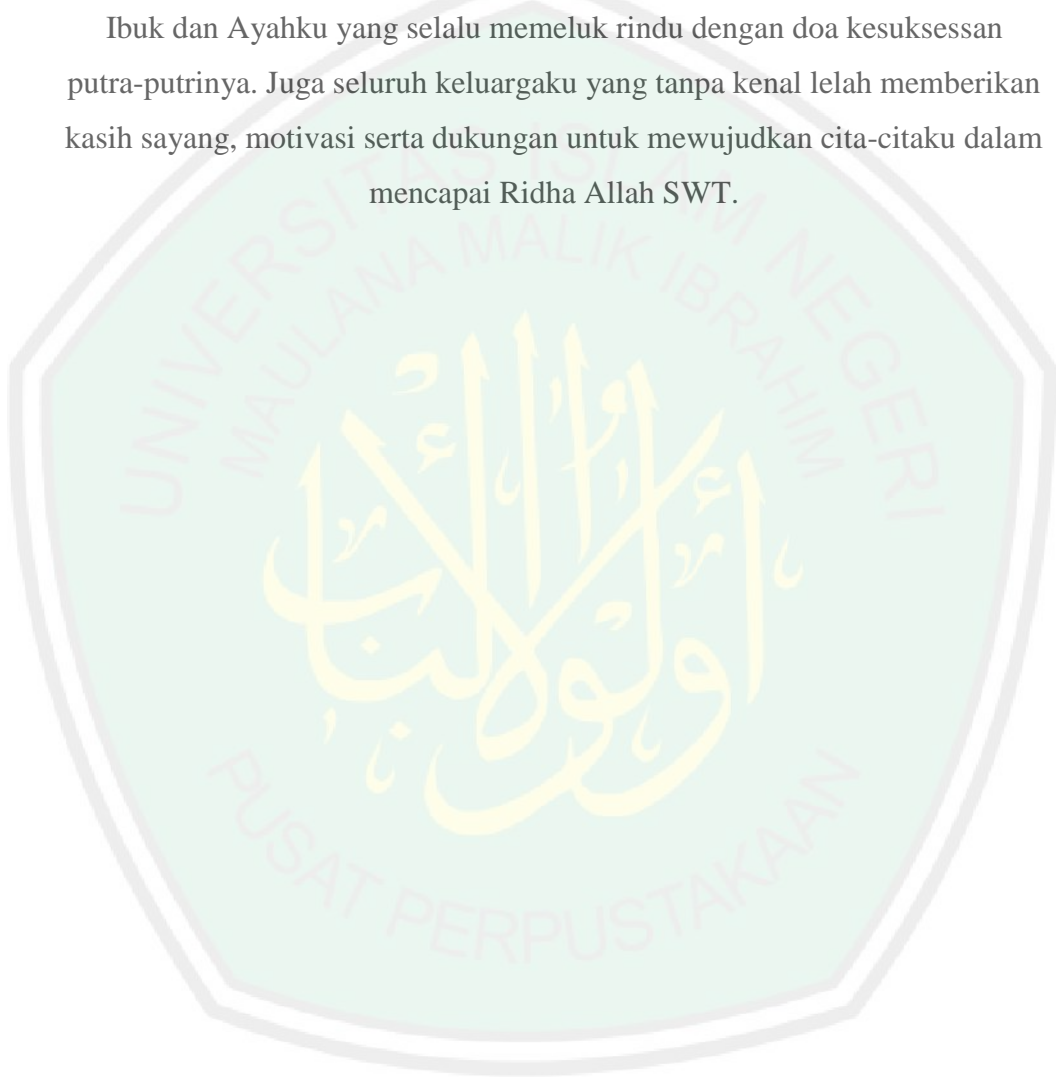 Ibuk dan Ayahku yang selalu memeluk rindu dengan doa kesuksessan
putra-putrinya. Juga seluruh keluargaku yang tanpa kenal lelah memberikan
kasih sayang, motivasi serta dukungan untuk mewujudkan cita-citaku dalam
mencapai Ridha Allah SWT.
UNIVERSITAS ISLAM NEGERI
MAULANA MALIK IBRAHIM
أولوا الألباب
PUSAT PERPUSTAKAAN